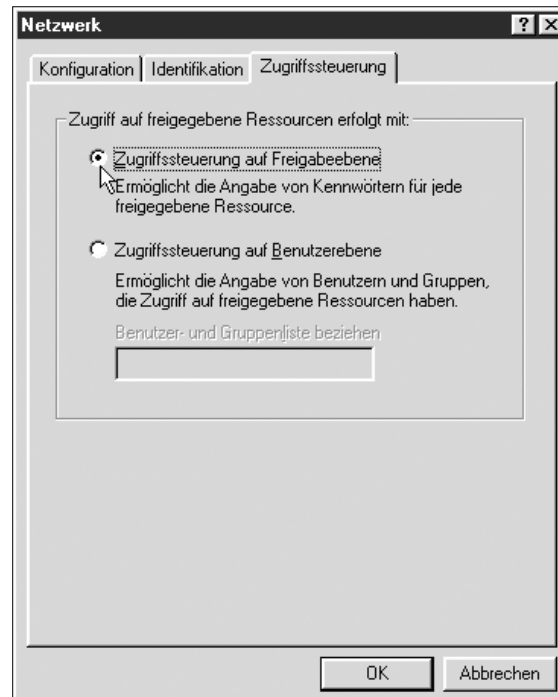 Netzwerk
Konfiguration Identifikation Zugriffssteuerung
Zugriff auf freigegebene Ressourcen erfolgt mit:
Zugriffssteuerung auf Freigabeebene
Ermöglicht die Angabe von Kennwörtern für jede
freigegebene Ressource.
Zugriffssteuerung auf Benutzerebene
Ermöglicht die Angabe von Benutzern und Gruppen,
die Zugriff auf freigegebene Ressourcen haben.
Benutzer- und Gruppenliste beziehen
OK Abbrechen